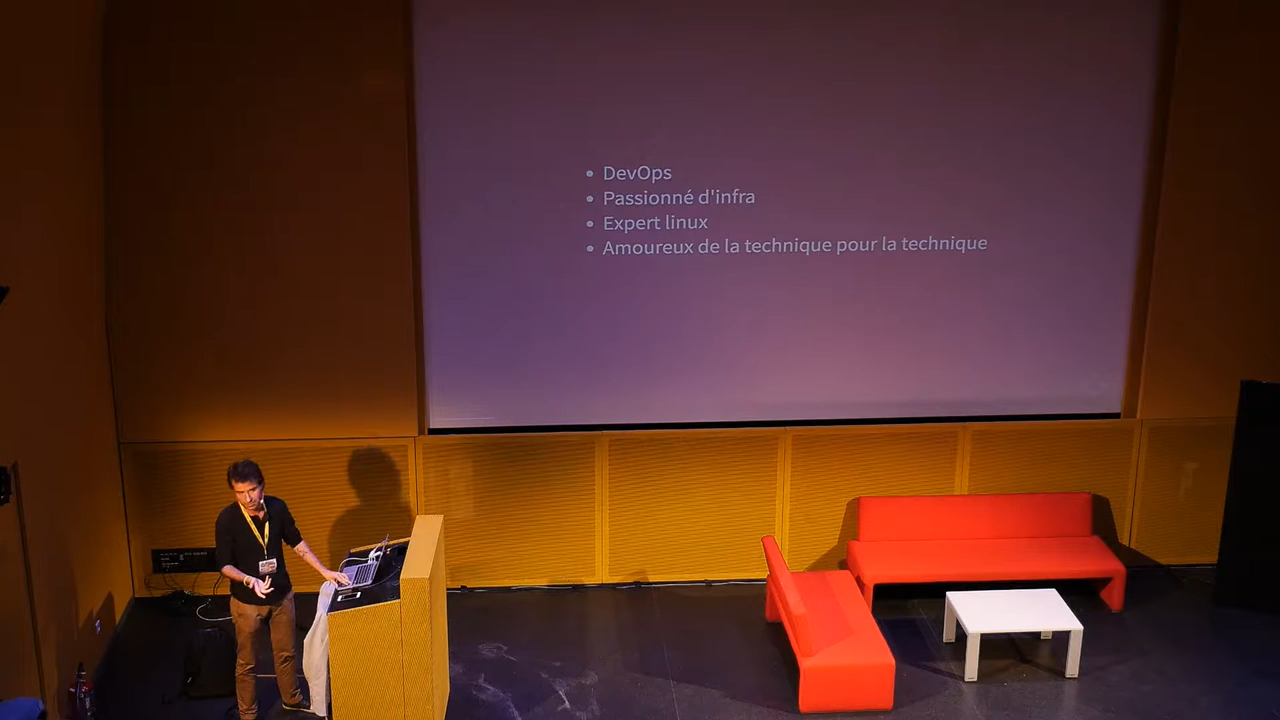 DevOps
Passionné d'infra
Expert linux
Amoureux de la technique pour la technique